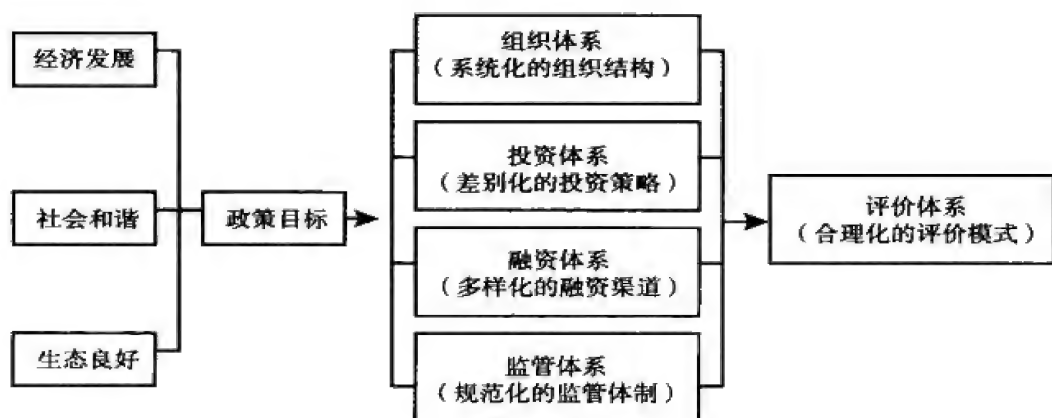 经济发展
社会和谐
生态良好
政策目标
组织体系
（系统化的组织结构）
投资体系
（差别化的投资策略）
融资体系
（多样化的融资渠道）
监管体系
（规范化的监管体制）
评价体系
（合理化的评价模式）